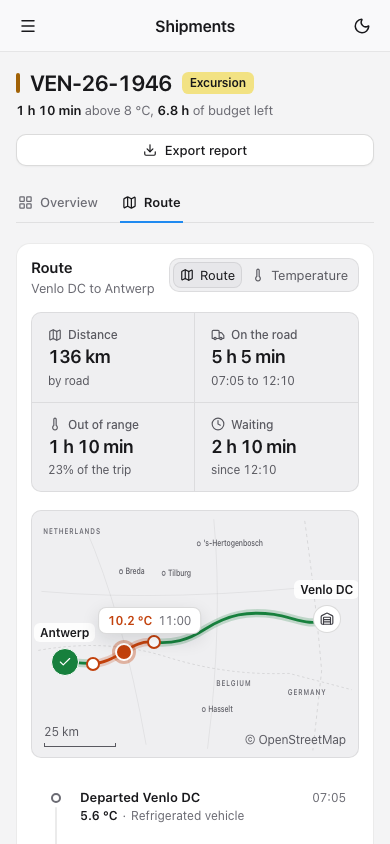 Shipments
VEN-26-1946 Excursion
1 h 10 min above 8 °C, 6.8 h of budget left
Export report
Overview Route
Route
Venlo DC to Antwerp
Route Temperature
Distance
136 km
by road
On the road
5 h 5 min
07:05 to 12:10
Out of range
1 h 10 min
23% of the trip
Waiting
2 h 10 min
since 12:10
NETHERLANDS
's-Hertogenbosch
Breda
Tilburg
Venlo DC
10.2 °C 11:00
Antwerp
BELGIUM
GERMANY
Hasselt
25 km
© OpenStreetMap
Departed Venlo DC 07:05
5.6 °C · Refrigerated vehicle